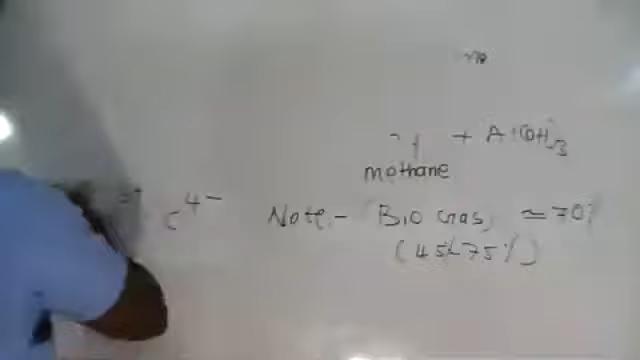 + Al(OH)3
methane
C4- Note:- Bio Gas, ≈70%
(45%-75%)